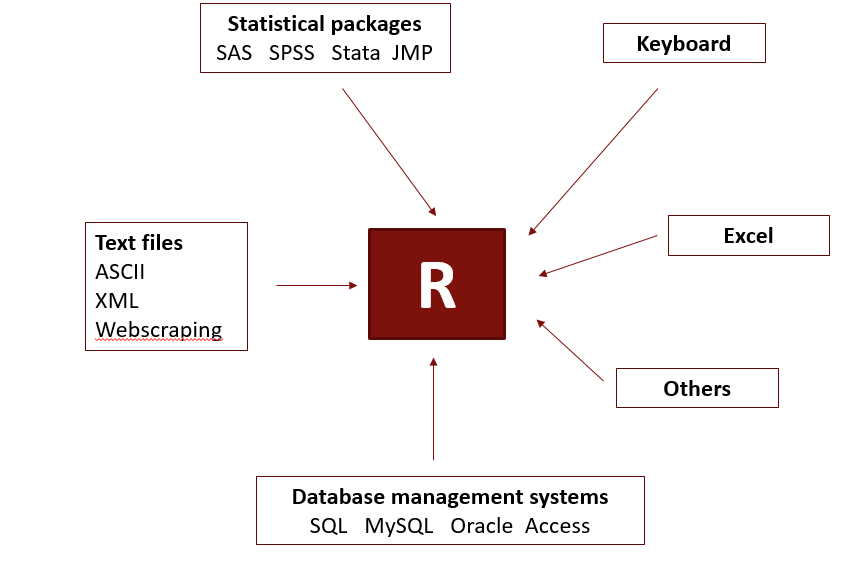 Statistical packages
SAS SPSS Stata JMP
Keyboard
Text files
ASCII
XML
Webscraping
R
Excel
Others
Database management systems
SQL MySQL Oracle Access